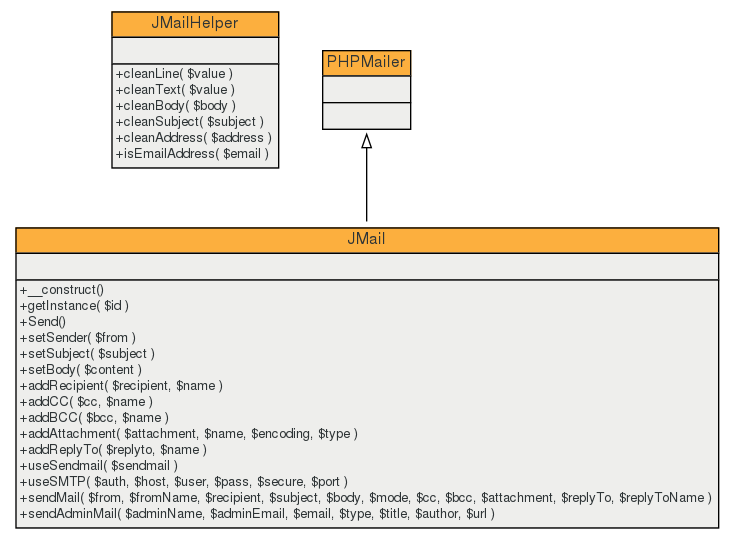 JMailHelper
+cleanLine( $value )
+cleanText( $value )
+cleanBody( $body )
+cleanSubject( $subject )
+cleanAddress( $address )
+isEmailAddress( $email )
PHPMailer
JMail
+__construct()
+getInstance( $id )
+Send()
+setSender( $from )
+setSubject( $subject )
+setBody( $content )
+addRecipient( $recipient, $name )
+addCC( $cc, $name )
+addBCC( $bcc, $name )
+addAttachment( $attachment, $name, $encoding, $type )
+addReplyTo( $replyto, $name )
+useSendmail( $sendmail )
+useSMTP( $auth, $host, $user, $pass, $secure, $port )
+sendMail( $from, $fromName, $recipient, $subject, $body, $mode, $cc, $bcc, $attachment, $replyTo, $replyToName )
+sendAdminMail( $adminName, $adminEmail, $email, $type, $title, $author, $url )